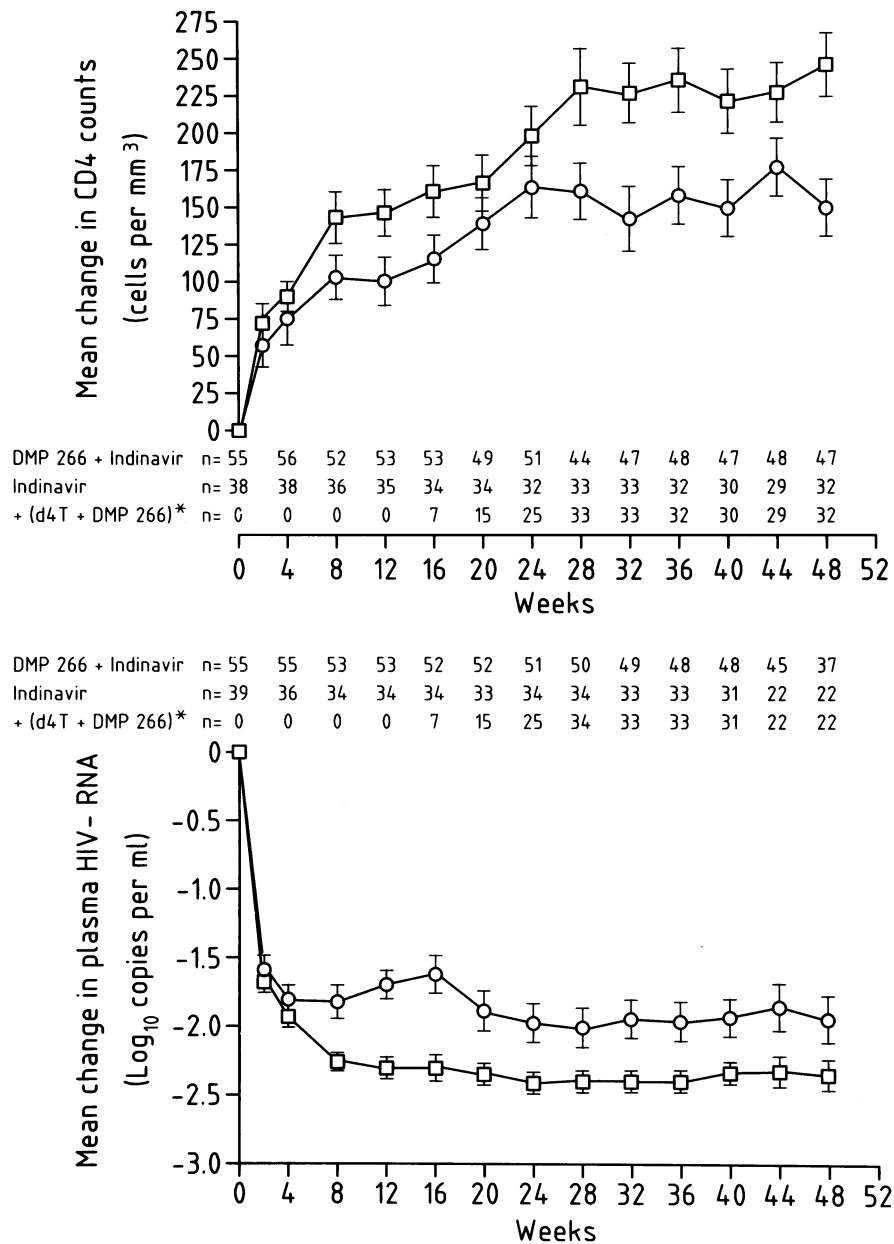 Mean change in CD4 counts
(cells per mm³)
275
250
225
200
175
150
125
100
75
50
25
0
DMP 266 + Indinavir n= 55 56 52 53 53 49 51 44 47 48 47 48 47
Indinavir n= 38 38 36 35 34 34 32 33 33 32 30 29 32
+ (d4T + DMP 266)* n= 0 0 0 0 7 15 25 33 33 32 30 29 32
0 4 8 12 16 20 24 28 32 36 40 44 48 52
Weeks
DMP 266 + Indinavir n= 55 55 53 53 52 52 51 50 49 48 48 45 37
Indinavir n= 39 36 34 34 34 33 34 34 33 33 31 22 22
+ (d4T + DMP 266)* n= 0 0 0 0 7 15 25 34 33 33 31 22 22
Mean change in plasma HIV - RNA
(Log₁₀ copies per ml)
0
-0.5
-1.0
-1.5
-2.0
-2.5
-3.0
0 4 8 12 16 20 24 28 32 36 40 44 48 52
Weeks